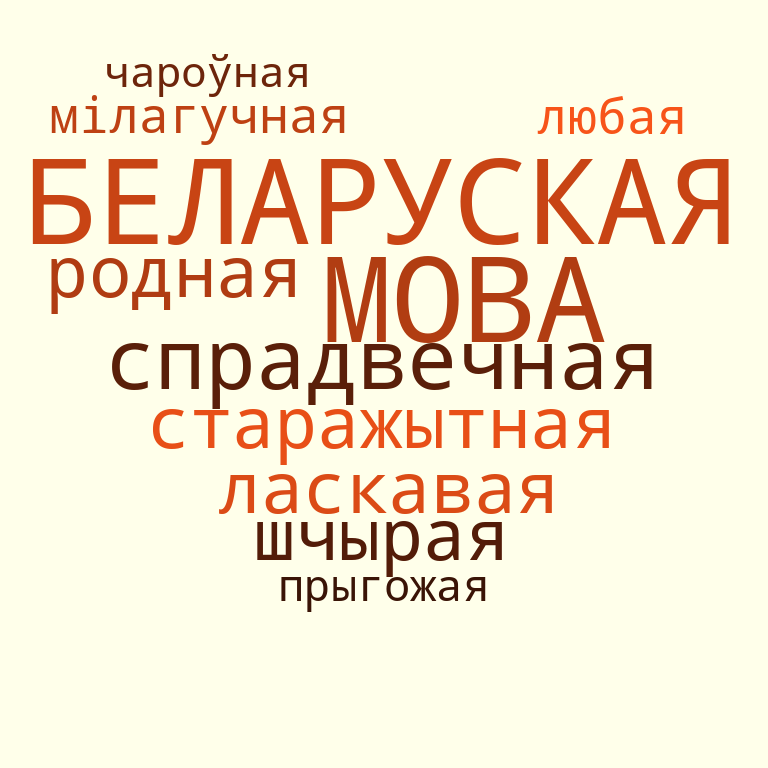 чароўная
мілагучная любая
БЕЛАРУСКАЯ
родная МОВА
спрадвечная
старажытная
ласкавая
шчырая
прыгожая